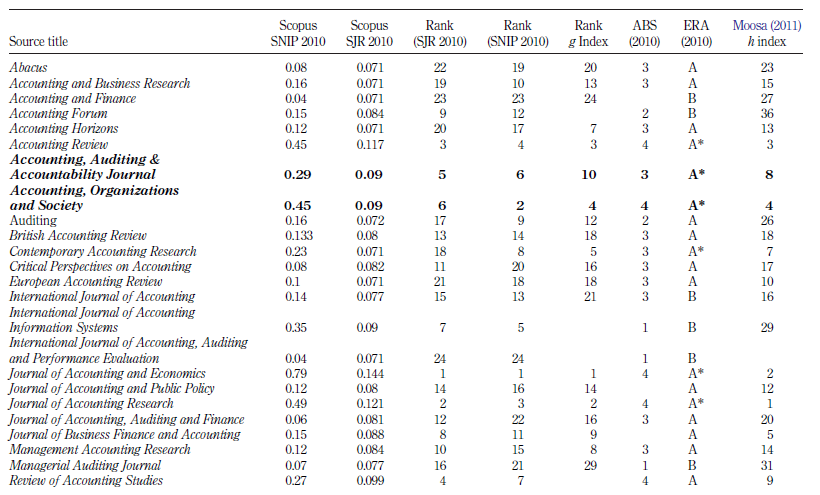 Scopus Scopus Rank Rank Rank ABS ERA Moosa (2011)
Source title SNIP 2010 SJR 2010 (SJR 2010) (SNIP 2010) g Index (2010) (2010) h index
Abacus 0.08 0.071 22 19 20 3 A 23
Accounting and Business Research 0.16 0.071 19 10 13 3 A 15
Accounting and Finance 0.04 0.071 23 23 24 B 27
Accounting Forum 0.15 0.084 9 12 2 B 36
Accounting Horizons 0.12 0.071 20 17 7 3 A 13
Accounting Review 0.45 0.117 3 4 3 4 A* 3
Accounting, Auditing &
Accountability Journal 0.29 0.09 5 6 10 3 A* 8
Accounting, Organizations
and Society 0.45 0.09 6 2 4 4 A* 4
Auditing 0.16 0.072 17 9 12 2 A 26
British Accounting Review 0.133 0.08 13 14 18 3 A 18
Contemporary Accounting Research 0.23 0.071 18 8 5 3 A* 7
Critical Perspectives on Accounting 0.08 0.082 11 20 16 3 A 17
European Accounting Review 0.1 0.071 21 18 18 3 A 10
International Journal of Accounting 0.14 0.077 15 13 21 3 B 16
International Journal of Accounting
Information Systems 0.35 0.09 7 5 1 B 29
International Journal of Accounting, Auditing
and Performance Evaluation 0.04 0.071 24 24 1 B
Journal of Accounting and Economics 0.79 0.144 1 1 1 4 A* 2
Journal of Accounting and Public Policy 0.12 0.08 14 16 14 A 12
Journal of Accounting Research 0.49 0.121 2 3 2 4 A* 1
Journal of Accounting, Auditing and Finance 0.06 0.081 12 22 16 3 A 20
Journal of Business Finance and Accounting 0.15 0.088 8 11 9 A 5
Management Accounting Research 0.12 0.084 10 15 8 3 A 14
Managerial Auditing Journal 0.07 0.077 16 21 29 1 B 31
Review of Accounting Studies 0.27 0.099 4 7 4 A 9